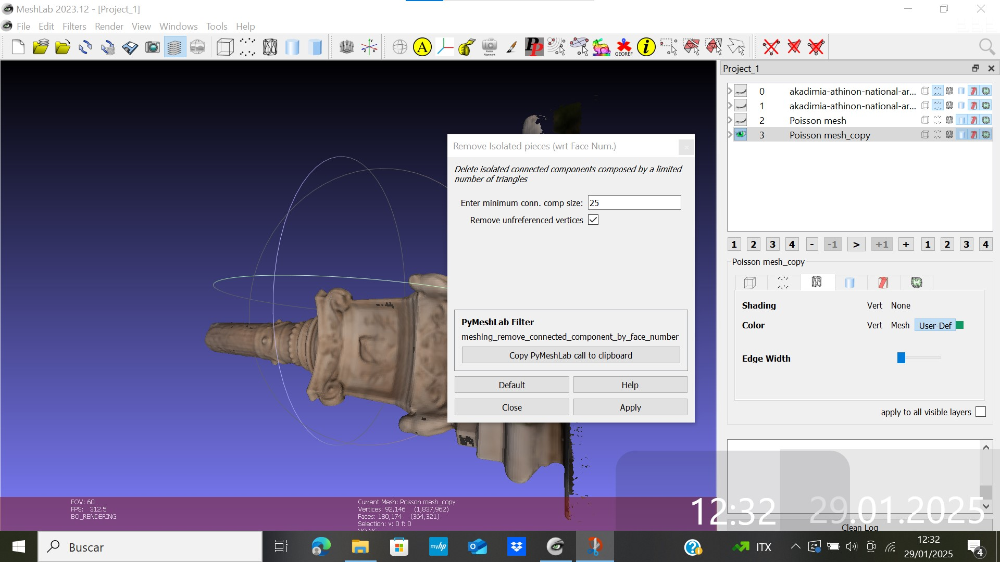 MeshLab 2023.12 - [Project_1]
File Edit Filters Render View Windows Tools Help
A
PP
GEOREF
i
Project_1
0 akadimia-athinon-national-ar...
1 akadimia-athinon-national-ar...
2 Poisson mesh
3 Poisson mesh_copy
Remove Isolated pieces (wrt Face Num.)
Delete isolated connected components composed by a limited
number of triangles
Enter minimum conn. comp size: 25
Remove unfreferenced vertices
PyMeshLab Filter
meshing_remove_connected_component_by_face_number
Copy PyMeshLab call to clipboard
Default Help
Close Apply
1 2 3 4 - -1 > +1 + 1 2 3 4
Poisson mesh_copy
Shading Vert None
Color Vert Mesh User-Def
Edge Width
apply to all visible layers
FOV: 60
FPS: 312.5
BO_RENDERING
Current Mesh: Poisson mesh_copy
Vertices: 92,146 (1,837,962)
Faces: 180,174 (364,321)
Selection: v: 0 f: 0
12:32 29.01.2025
Clean Log
Buscar
myhp
ITX
12:32
29/01/2025
4